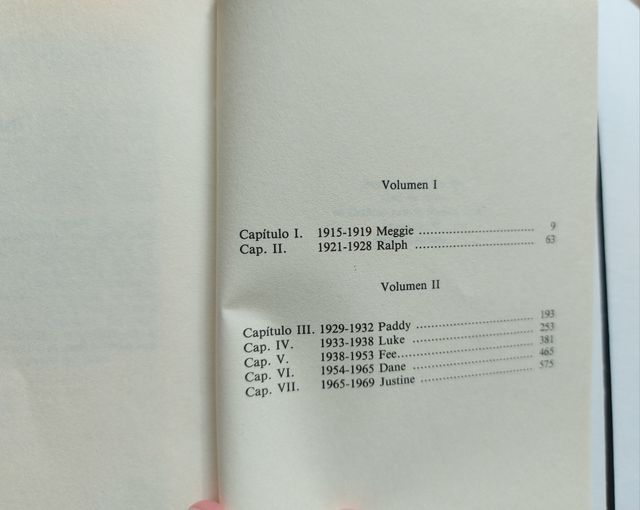 Volumen I
Capítulo I. 1915-1919 Meggie ................................ 9
Cap. II. 1921-1928 Ralph ................................ 63
Volumen II
Capítulo III. 1929-1932 Paddy ................................ 193
Cap. IV. 1933-1938 Luke ................................ 253
Cap. V. 1938-1953 Fee................................ 381
Cap. VI. 1954-1965 Dane ................................ 465
Cap. VII. 1965-1969 Justine ................................ 575